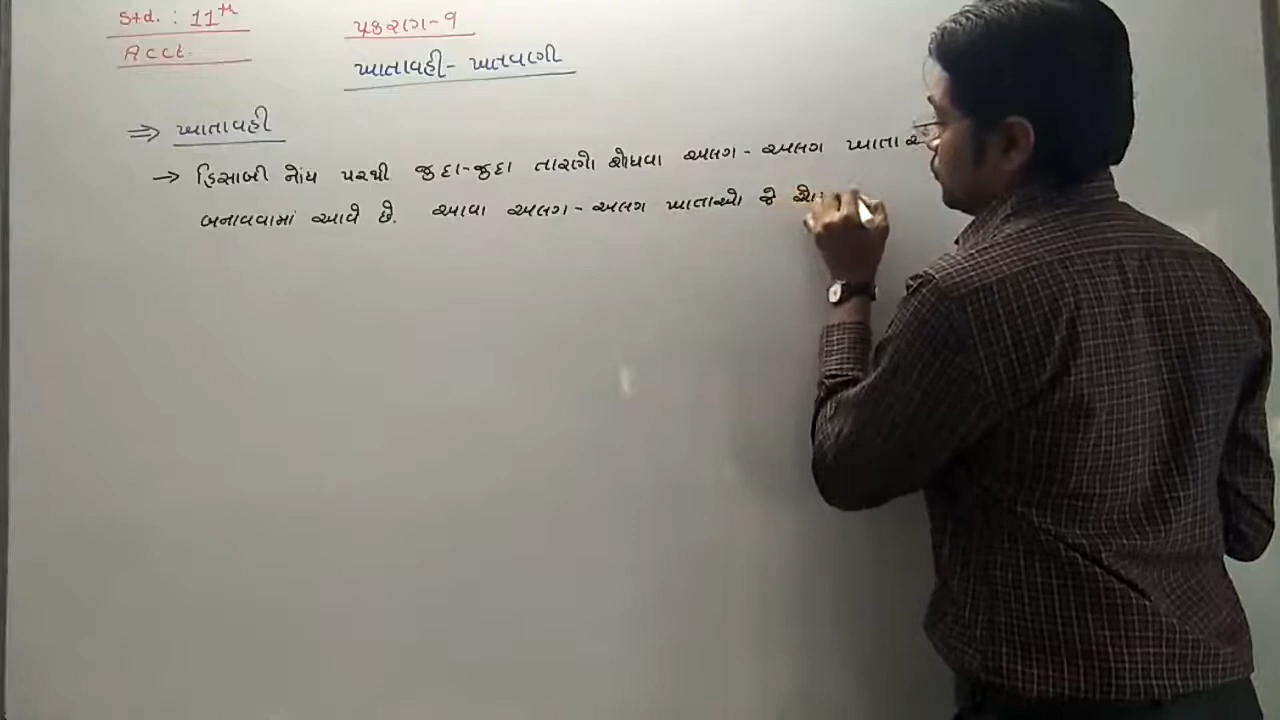 Std. : 11th
Acct.
પ્રકરણ-૧
ખાતાવહી - ખતવણી
⇒ ખાતાવહી
→ હિસાબી નોંધ પરથી જુદા-જુદા તારણો શોધવા અલગ - અલગ ખાતા
બનાવવામાં આવે છે. આવા અલગ - અલગ ખાતાઓ જે